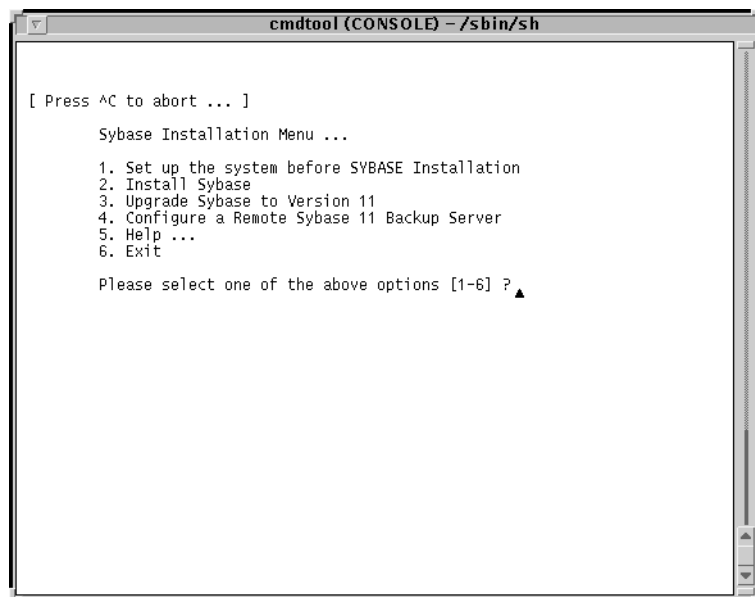 cmdtool (CONSOLE) – /sbin/sh
[ Press ^C to abort ... ]
Sybase Installation Menu ...
1. Set up the system before SYBASE Installation
2. Install Sybase
3. Upgrade Sybase to Version 11
4. Configure a Remote Sybase 11 Backup Server
5. Help ...
6. Exit
Please select one of the above options [1-6] ?